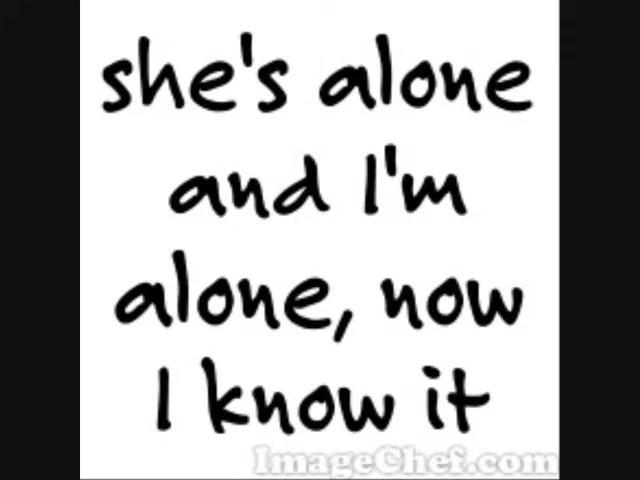 she's alone
and I'm
alone, now
I know it
ImageChef.com